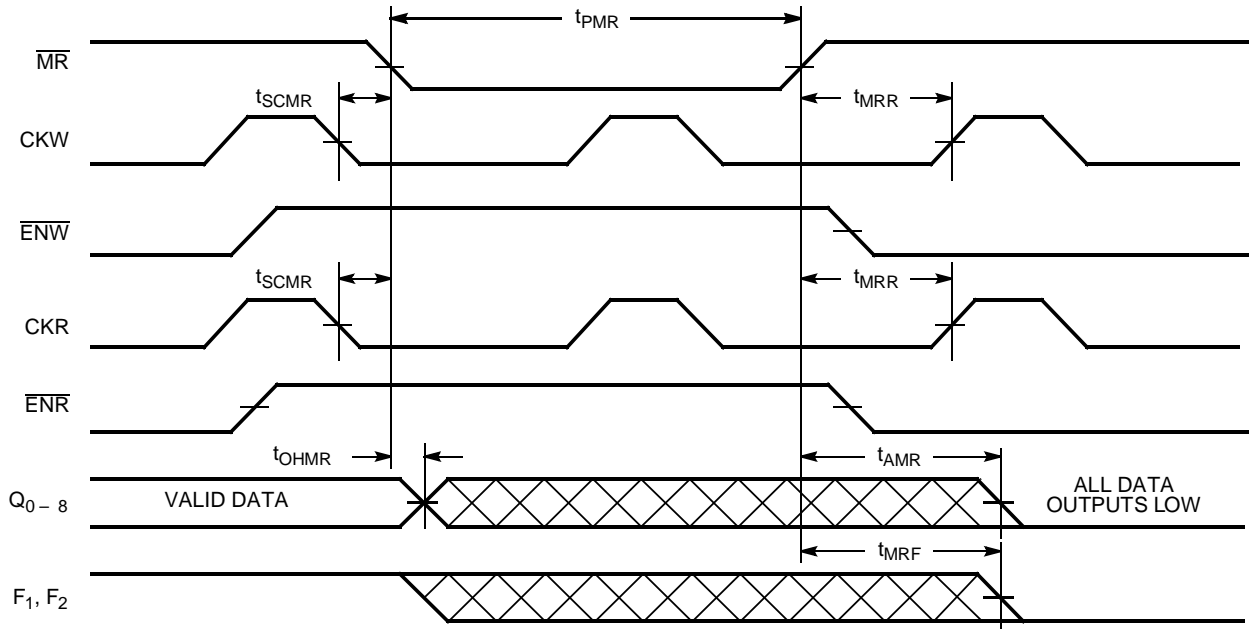 tPMR
MR
tSCMR
tMRR
CKW
ENW
tSCMR
tMRR
CKR
ENR
tOHMR
tAMR
Q0 – 8
VALID DATA
ALL DATA
OUTPUTS LOW
tMRF
F1, F2